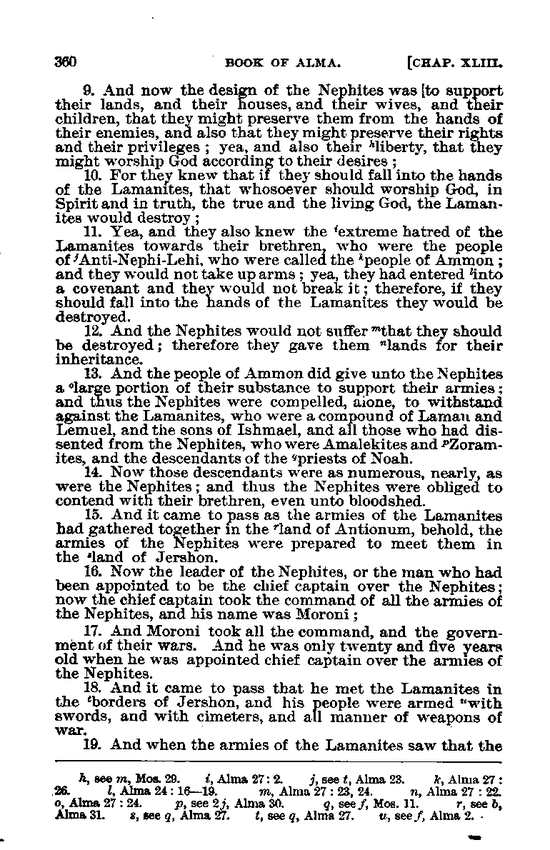 360 BOOK OF ALMA. [CHAP. XLIII.
9. And now the design of the Nephites was [to support
their lands, and their houses, and their wives, and their
children, that they might preserve them from the hands of
their enemies, and also that they might preserve their rights
and their privileges ; yea, and also their hliberty, that they
might worship God according to their desires ;
10. For they knew that if they should fall into the hands
of the Lamanites, that whosoever should worship God, in
Spirit and in truth, the true and the living God, the Laman-
ites would destroy ;
11. Yea, and they also knew the iextreme hatred of the
Lamanites towards their brethren, who were the people
of jAnti-Nephi-Lehi, who were called the kpeople of Ammon ;
and they would not take up arms ; yea, they had entered linto
a covenant and they would not break it ; therefore, if they
should fall into the hands of the Lamanites they would be
destroyed.
12. And the Nephites would not suffer mthat they should
be destroyed ; therefore they gave them nlands for their
inheritance.
13. And the people of Ammon did give unto the Nephites
a olarge portion of their substance to support their armies ;
and thus the Nephites were compelled, alone, to withstand
against the Lamanites, who were a compound of Laman and
Lemuel, and the sons of Ishmael, and all those who had dis-
sented from the Nephites, who were Amalekites and pZoram-
ites, and the descendants of the qpriests of Noah.
14. Now those descendants were as numerous, nearly, as
were the Nephites ; and thus the Nephites were obliged to
contend with their brethren, even unto bloodshed.
15. And it came to pass as the armies of the Lamanites
had gathered together in the rland of Antionum, behold, the
armies of the Nephites were prepared to meet them in
the sland of Jershon.
16. Now the leader of the Nephites, or the man who had
been appointed to be the chief captain over the Nephites ;
now the chief captain took the command of all the armies of
the Nephites, and his name was Moroni ;
17. And Moroni took all the command, and the govern-
ment of their wars. And he was only twenty and five years
old when he was appointed chief captain over the armies of
the Nephites.
18. And it came to pass that he met the Lamanites in
the tborders of Jershon, and his people were armed uwith
swords, and with cimeters, and all manner of weapons of
war.
19. And when the armies of the Lamanites saw that the
h, see m, Mos. 29. i, Alma 27 : 2. j, see t, Alma 23. k, Alma 27 :
26. l, Alma 24 : 16—19. m, Alma 27 : 23, 24. n, Alma 27 : 22.
o, Alma 27 : 24. p, see 2j, Alma 30. q, see f, Mos. 11. r, see b,
Alma 31. s, see q, Alma 27. t, see q, Alma 27. u, see f, Alma 2.